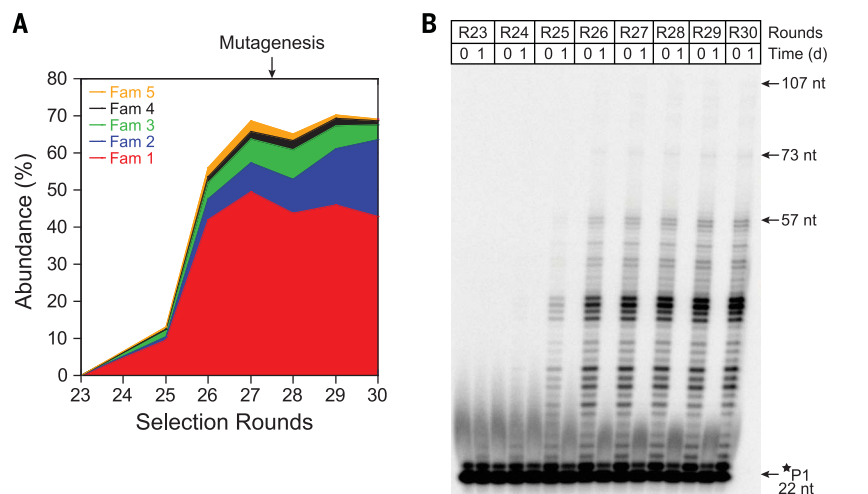 A
Mutagenesis
80
70
60
50
40
30
20
10
0
Abundance (%)
Fam 5
Fam 4
Fam 3
Fam 2
Fam 1
23 24 25 26 27 28 29 30
Selection Rounds
B
R23 R24 R25 R26 R27 R28 R29 R30 Rounds
0 1 0 1 0 1 0 1 0 1 0 1 0 1 0 1 Time (d)
107 nt
73 nt
57 nt
★P1
22 nt